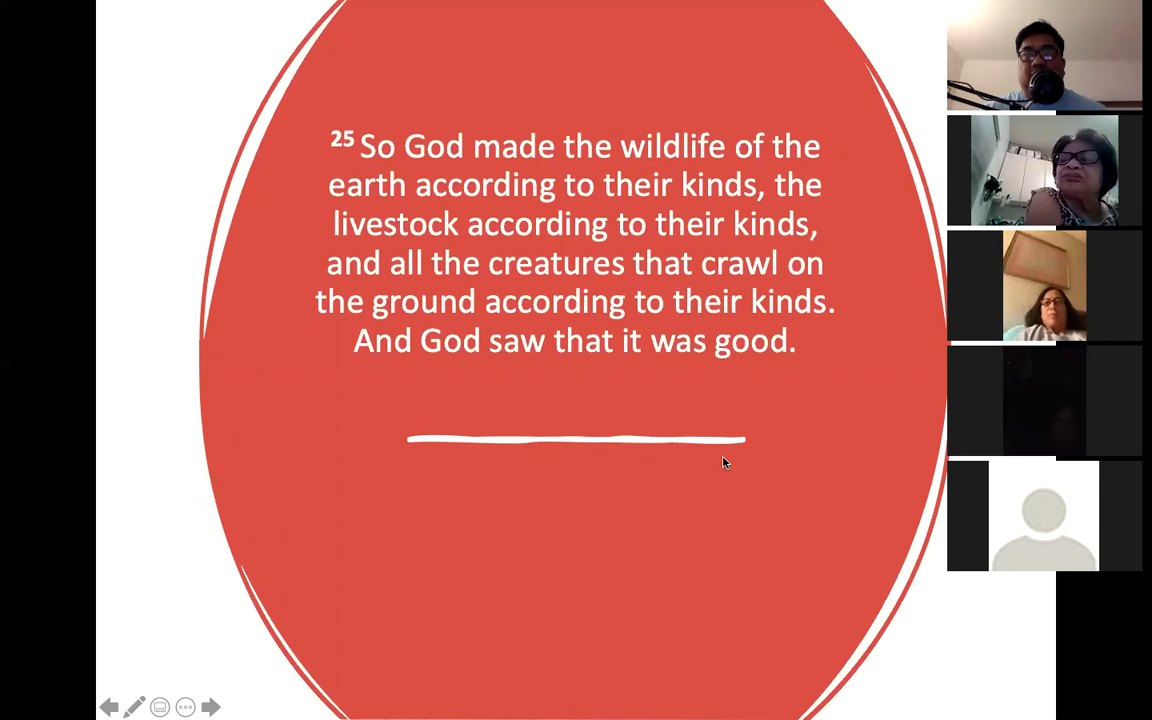 25 So God made the wildlife of the
earth according to their kinds, the
livestock according to their kinds,
and all the creatures that crawl on
the ground according to their kinds.
And God saw that it was good.